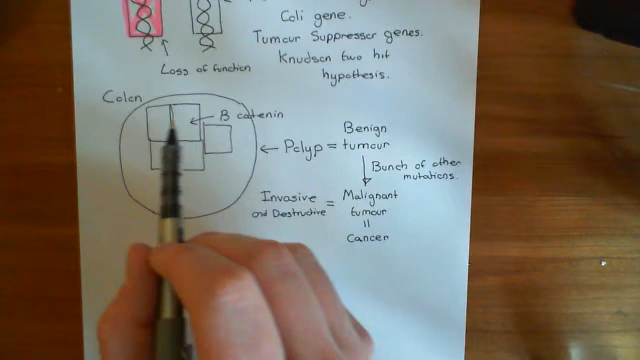 Coli gene.
Tumour Suppressor genes.
Knudson two hit
hypothesis.
Loss of function
Colon
B catenin
Polyp = Benign
tumour
Bunch of other
mutations.
Invasive
and Destructive
= Malignant
tumour
=
Cancer